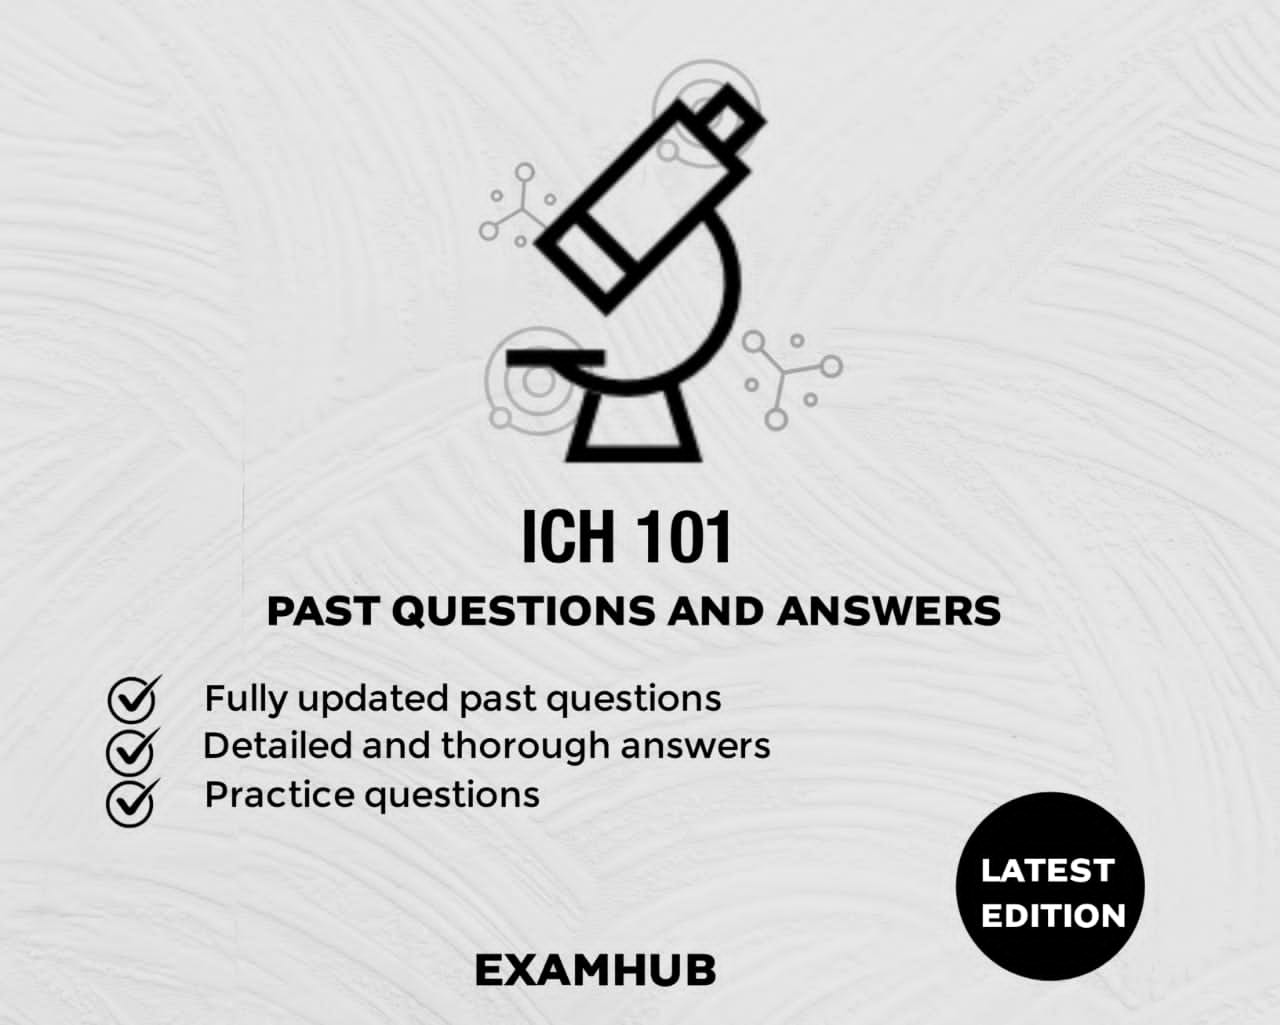 ICH 101
PAST QUESTIONS AND ANSWERS
Fully updated past questions
Detailed and thorough answers
Practice questions
LATEST
EDITION
EXAMHUB